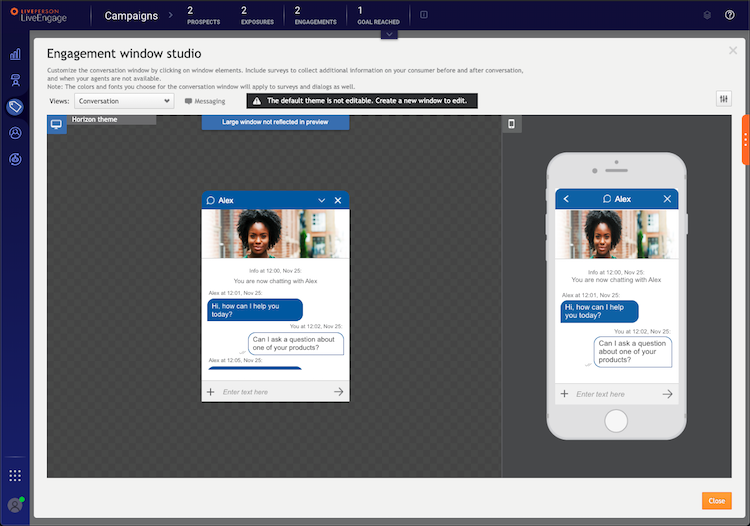 LIVEPERSON
LiveEngage
Campaigns
2
PROSPECTS
2
EXPOSURES
2
ENGAGEMENTS
1
GOAL REACHED
Engagement window studio
Customize the conversation window by clicking on window elements. Include surveys to collect additional information on your consumer before and after conversation,
and when your agents are not available.
Note: The colors and fonts you choose for the conversation window will apply to surveys and dialogs as well.
Views:
Conversation
Messaging
The default theme is not editable. Create a new window to edit.
Horizon theme
Large window not reflected in preview
Alex
Info at 12:00, Nov 25:
You are now chatting with Alex
Alex at 12:01, Nov 25:
Hi, how can I help you
today?
You at 12:02, Nov 25:
Can I ask a question about
one of your products?
Alex at 12:05, Nov 25:
Enter text here
Alex
Info at 12:00, Nov 25:
You are now chatting with Alex
Alex at 12:01, Nov 25:
Hi, how can I help
you today?
You at 12:02, Nov 25:
Can I ask a question
about one of your
products?
Enter text here
Close